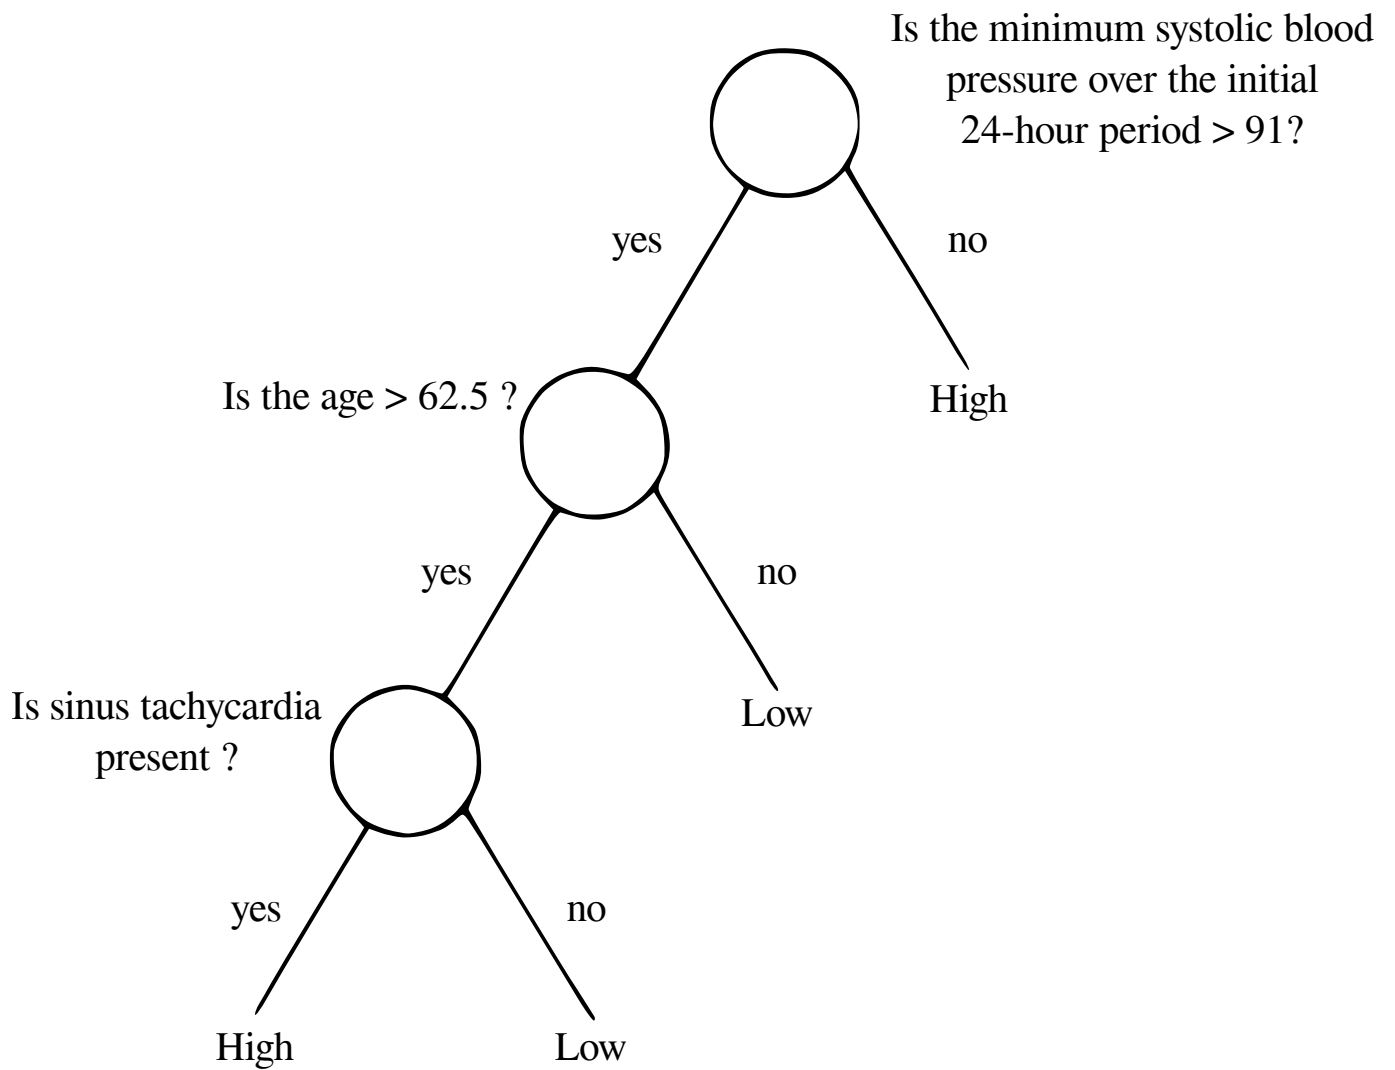 Is the minimum systolic blood
pressure over the initial
24-hour period > 91?
yes
no
Is the age > 62.5 ?
High
yes
no
Is sinus tachycardia
present ?
Low
yes
no
High
Low